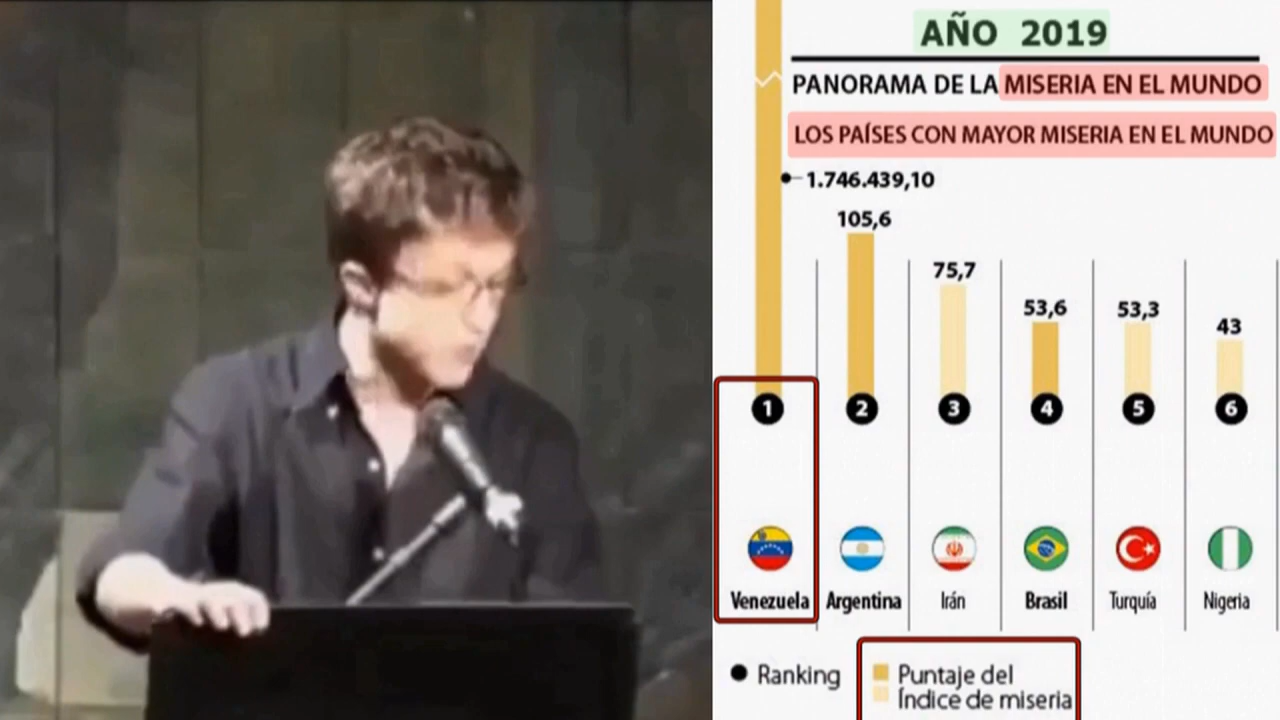 AÑO 2019
PANORAMA DE LA MISERIA EN EL MUNDO
LOS PAÍSES CON MAYOR MISERIA EN EL MUNDO
1.746.439,10
105,6
75,7
53,6
53,3
43
1 2 3 4 5 6
Venezuela Argentina Irán Brasil Turquía Nigeria
Ranking
Puntaje del
Índice de miseria